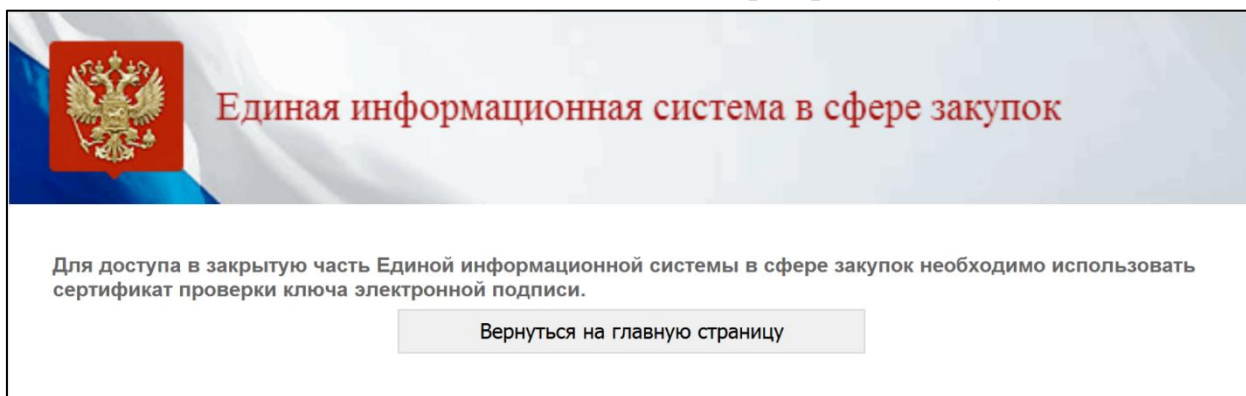 Единая информационная система в сфере закупок
Для доступа в закрытую часть Единой информационной системы в сфере закупок необходимо использовать
сертификат проверки ключа электронной подписи.
Вернуться на главную страницу